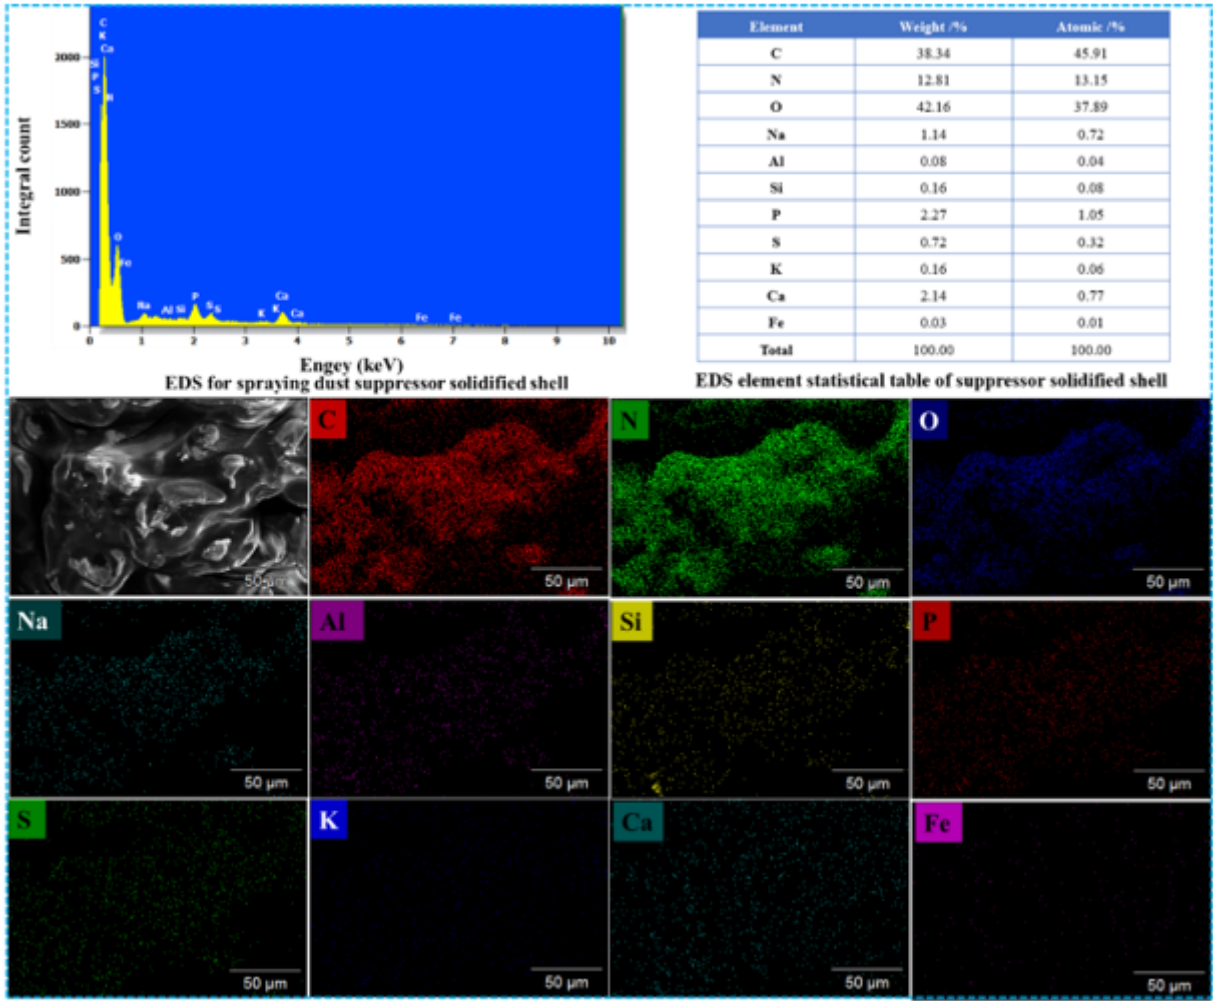 C
K
Ca
2000
Si
P
S
N
1500
1000
500
0
O
Fe
Na
Al Si
P
S S
K
K
Ca
Ca
Fe
Fe
0 1 2 3 4 5 6 7 8 9 10
Integral count
Engey (keV)
EDS for spraying dust suppressor solidified shell
Element Weight /% Atomic /%
C 38.34 45.91
N 12.81 13.15
O 42.16 37.89
Na 1.14 0.72
Al 0.08 0.04
Si 0.16 0.08
P 2.27 1.05
S 0.72 0.32
K 0.16 0.06
Ca 2.14 0.77
Fe 0.03 0.01
Total 100.00 100.00
EDS element statistical table of suppressor solidified shell
50 μm
C
50 μm
N
50 μm
O
50 μm
Na
50 μm
Al
50 μm
Si
50 μm
P
50 μm
S
50 μm
K
50 μm
Ca
50 μm
Fe
50 μm